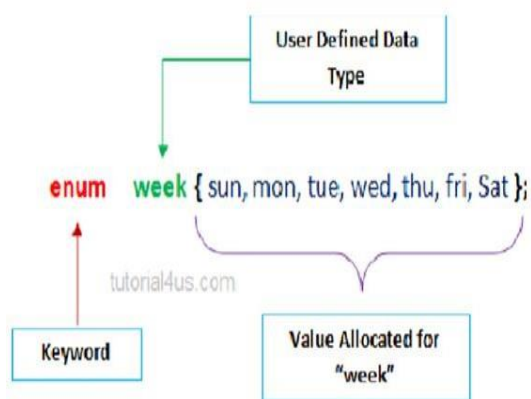 User Defined Data
Type
enum week { sun, mon, tue, wed, thu, fri, Sat };
tutorial4us.com
Keyword
Value Allocated for
"week"